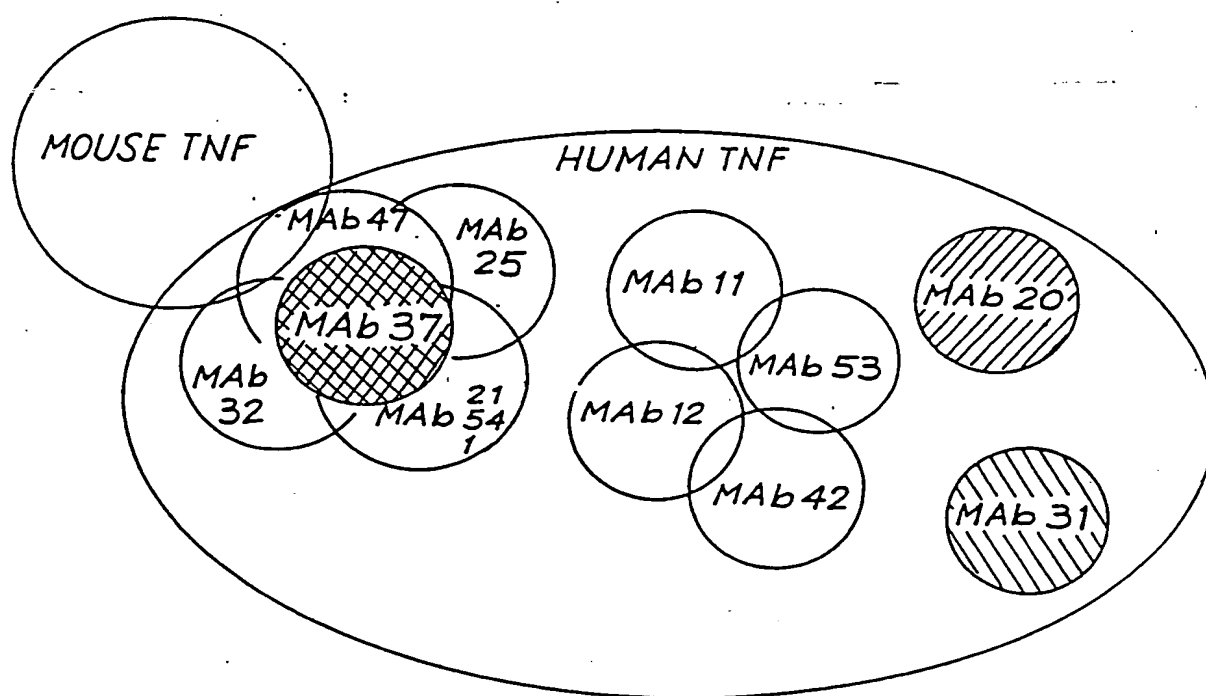 MOUSE TNF
HUMAN TNF
MAb 47
MAb
25
MAb 11
MAb 20
MAb 37
MAb
32
MAb 21
54
1
MAb 53
MAb 12
MAb 42
MAb 31